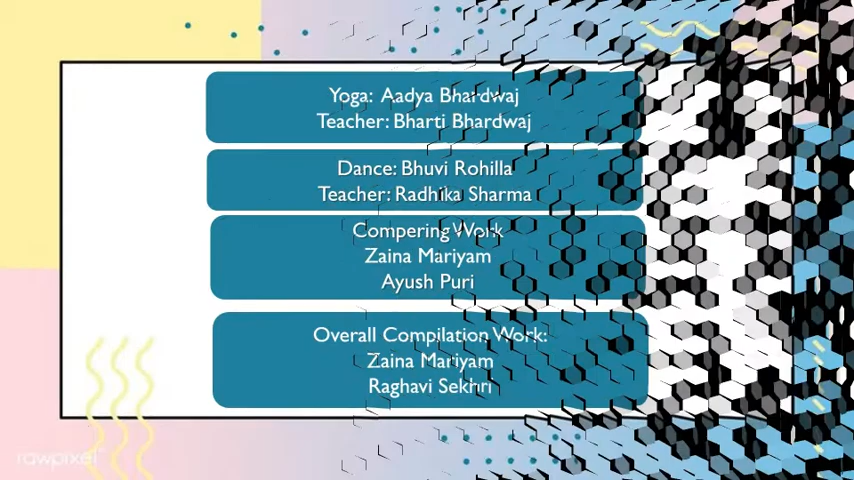 Yoga: Aadya Bhardwaj
Teacher: Bharti Bhardwaj
Dance: Bhuvi Rohilla
Teacher: Radhika Sharma
Compering Work
Zaina Mariyam
Ayush Puri
Overall Compilation Work:
Zaina Mariyam
Raghavi Sekhri
rawpixel